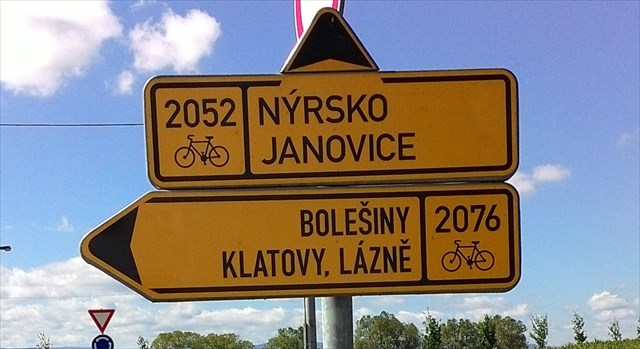 2052 NÝRSKO
JANOVICE
BOLEŠINY 2076
KLATOVY, LÁZNĚ